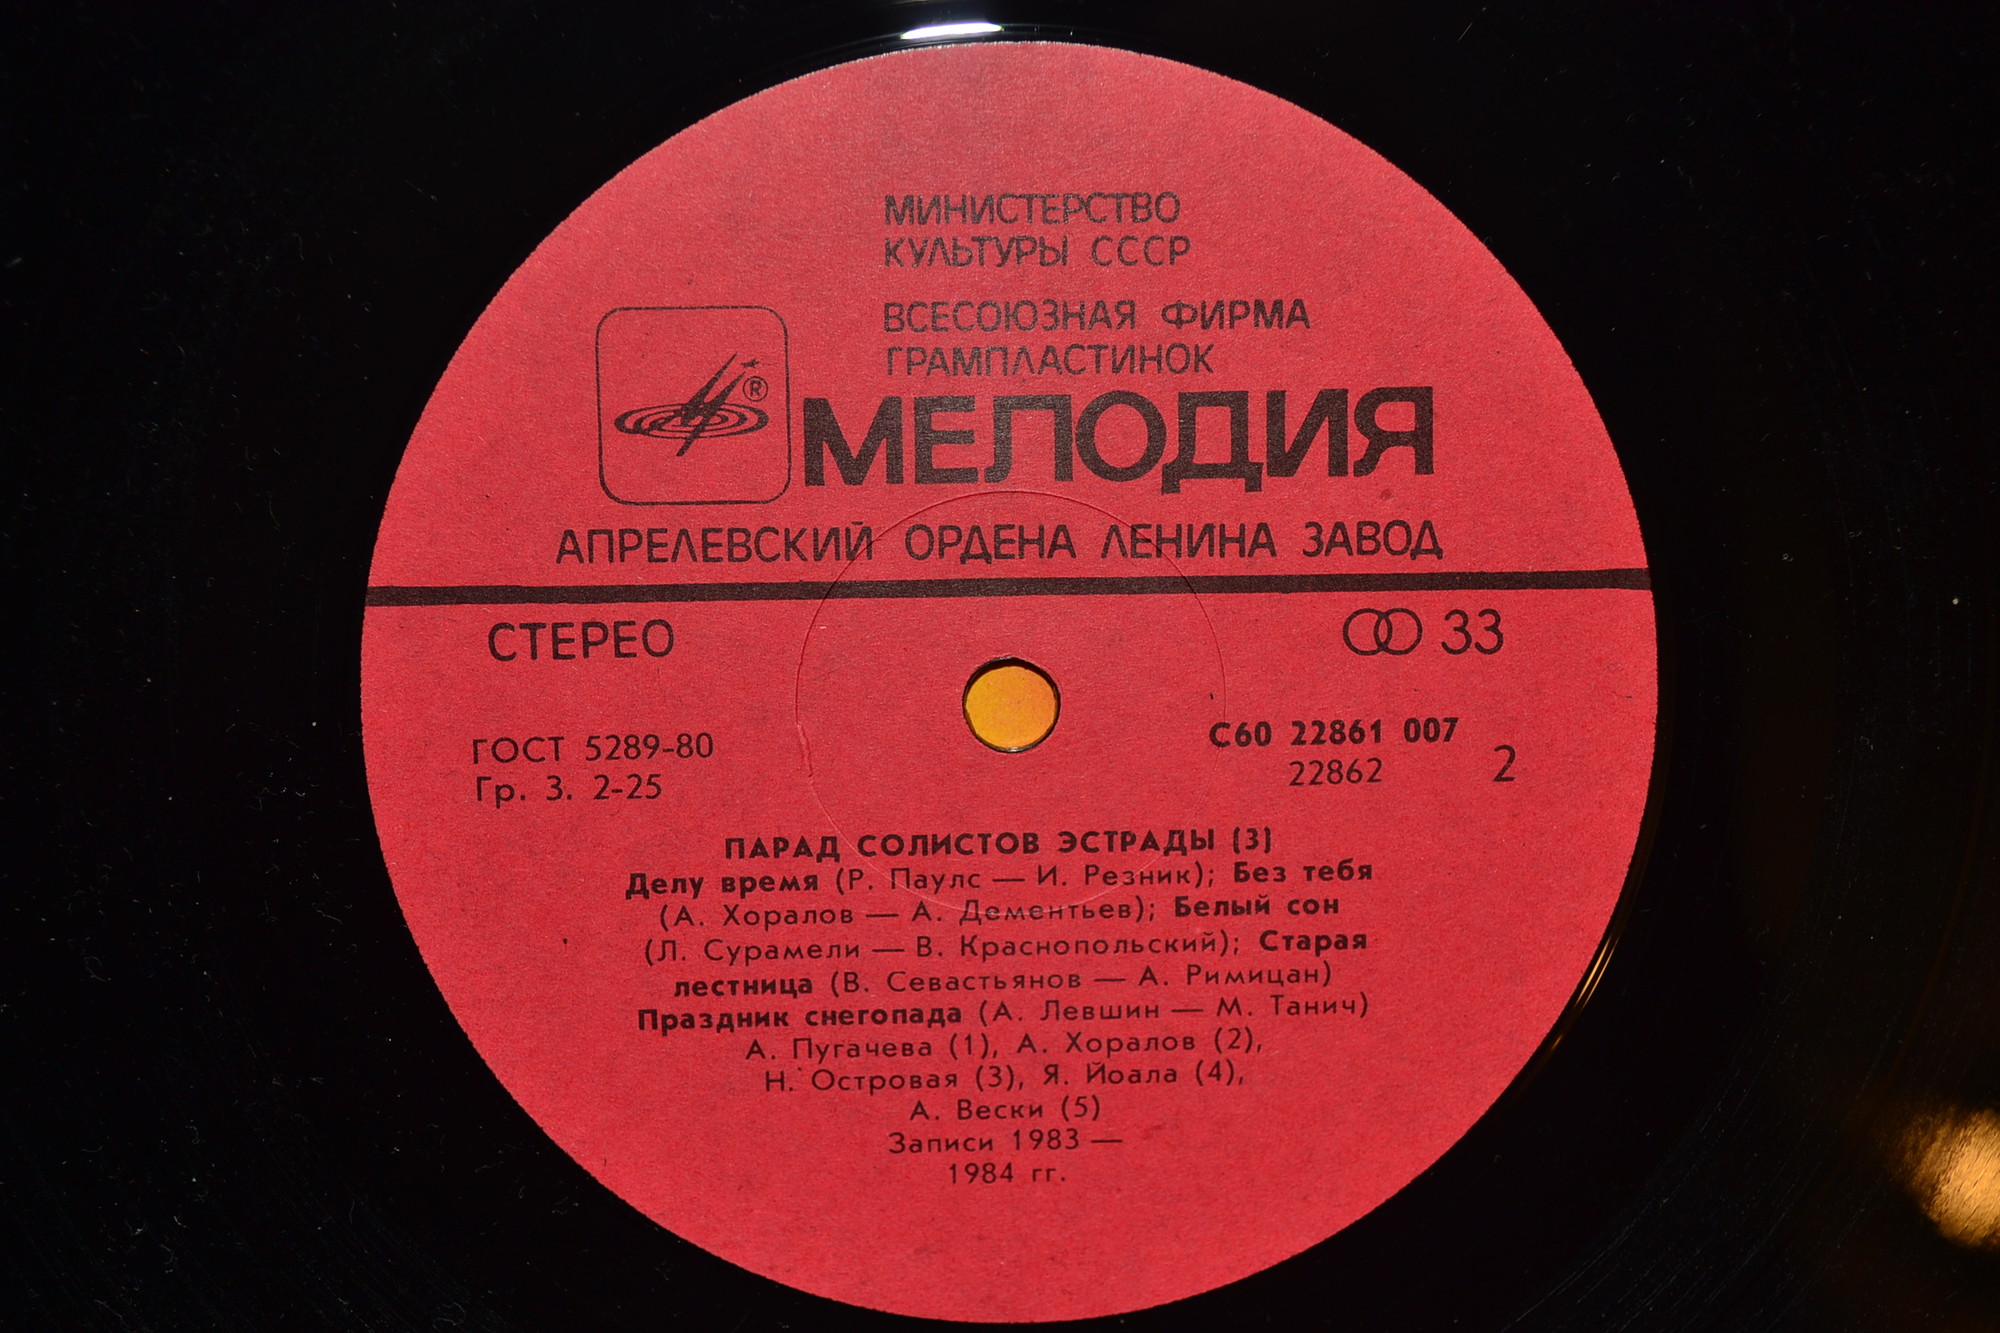 МИНИСТЕРСТВО
КУЛЬТУРЫ СССР
ВСЕСОЮЗНАЯ ФИРМА
ГРАМПЛАСТИНОК
®
МЕЛОДИЯ
АПРЕЛЕВСКИЙ ОРДЕНА ЛЕНИНА ЗАВОД
СТЕРЕО
33
ГОСТ 5289-80
Гр. 3. 2-25
С60 22861 007
22862
2
ПАРАД СОЛИСТОВ ЭСТРАДЫ (3)
Делу время (Р. Паулс — И. Резник); Без тебя
(А. Хоралов — А. Дементьев); Белый сон
(Л. Сурамели — В. Краснопольский); Старая
лестница (В. Севастьянов — А. Римицан)
Праздник снегопада (А. Левшин — М. Танич)
А. Пугачева (1), А. Хоралов (2),
Н. Островая (3), Я. Йоала (4),
А. Вески (5)
Записи 1983 —
1984 гг.